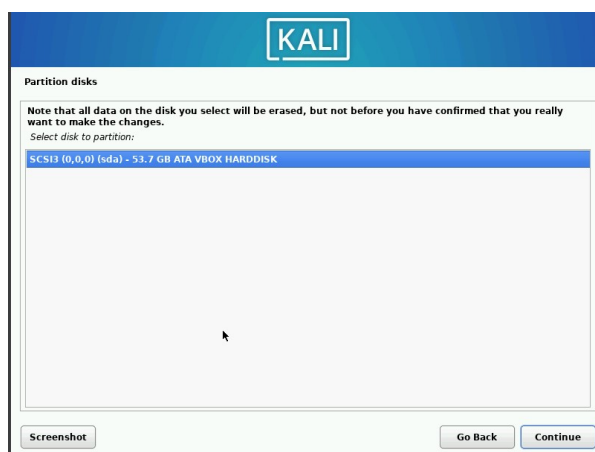 KALI
Partition disks
Note that all data on the disk you select will be erased, but not before you have confirmed that you really
want to make the changes.
Select disk to partition:
SCSI3 (0,0,0) (sda) - 53.7 GB ATA VBOX HARDDISK
Screenshot
Go Back
Continue